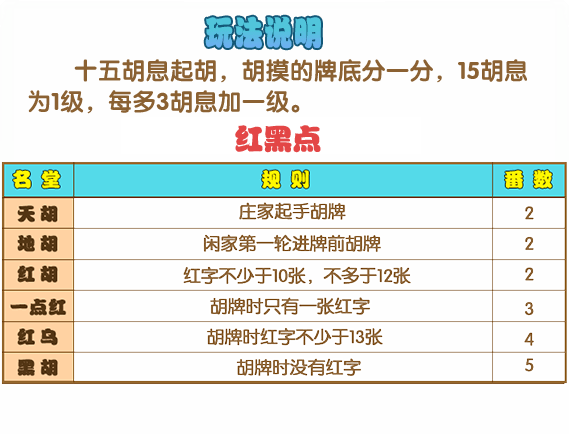 玩法说明
十五胡息起胡，胡摸的牌底分一分，15胡息
为1级，每多3胡息加一级。
红黑点
名堂 规则 番数
天胡 庄家起手胡牌 2
地胡 闲家第一轮进牌前胡牌 2
红胡 红字不少于10张，不多于12张 2
一点红 胡牌时只有一张红字 3
红乌 胡牌时红字不少于13张 4
黑胡 胡牌时没有红字 5